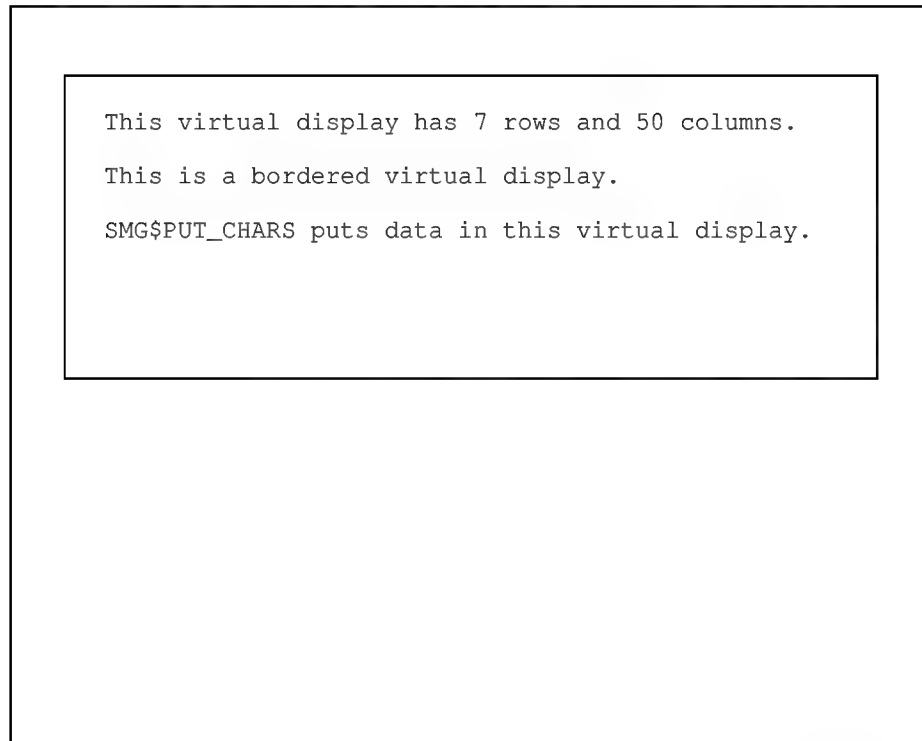 This virtual display has 7 rows and 50 columns.
This is a bordered virtual display.
SMG$PUT_CHARS puts data in this virtual display.